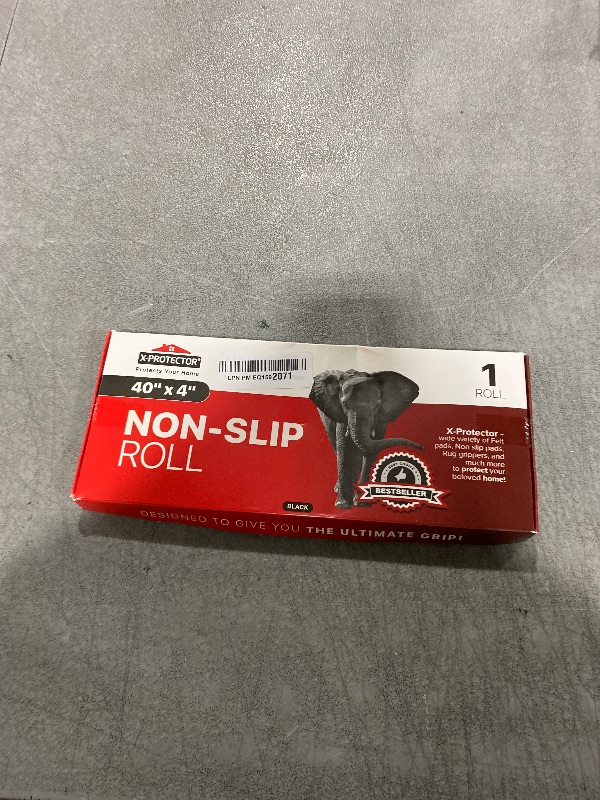 X-PROTECTOR®
Protects Your Home
40" x 4"
NON-SLIP
ROLL
BLACK
1
ROLL
X-Protector -
wide variety of Felt
pads, Non slip pads,
Rug grippers, and
much more
to protect your
beloved home!
BESTSELLER
DESIGNED TO GIVE YOU THE ULTIMATE GRIP!